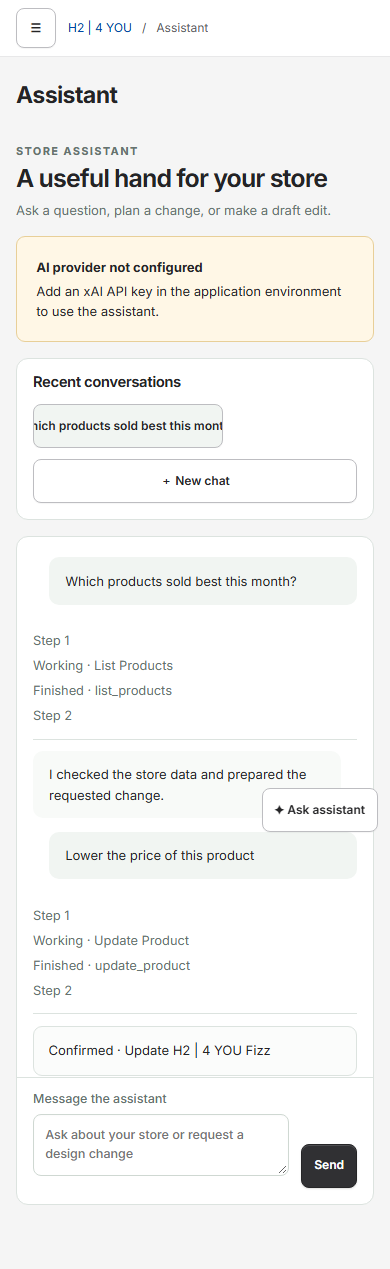 ☰ H2 | 4 YOU / Assistant
Assistant
STORE ASSISTANT
A useful hand for your store
Ask a question, plan a change, or make a draft edit.
AI provider not configured
Add an xAI API key in the application environment
to use the assistant.
Recent conversations
products sold best this
+ New chat
Which products sold best this month?
Step 1
Working · List Products
Finished · list_products
Step 2
I checked the store data and prepared the
requested change.
✦ Ask assistant
Lower the price of this product
Step 1
Working · Update Product
Finished · update_product
Step 2
Confirmed · Update H2 | 4 YOU Fizz
Message the assistant
Ask about your store or request a
design change
Send